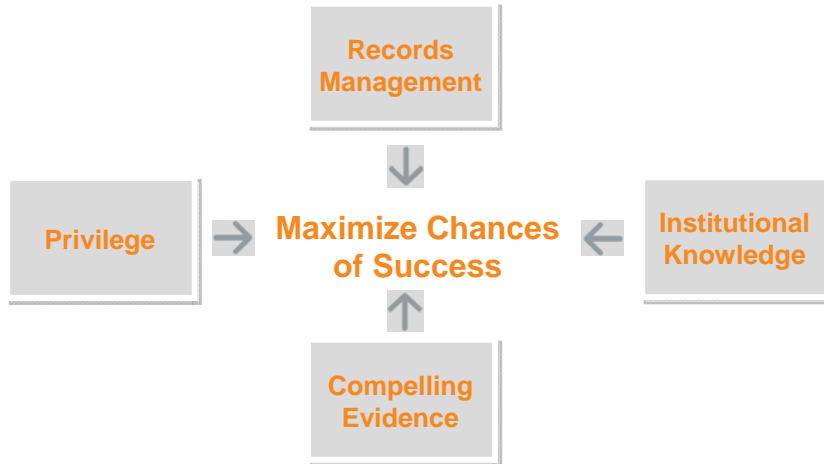 Records
Management
Privilege
Maximize Chances
of Success
Institutional
Knowledge
Compelling
Evidence